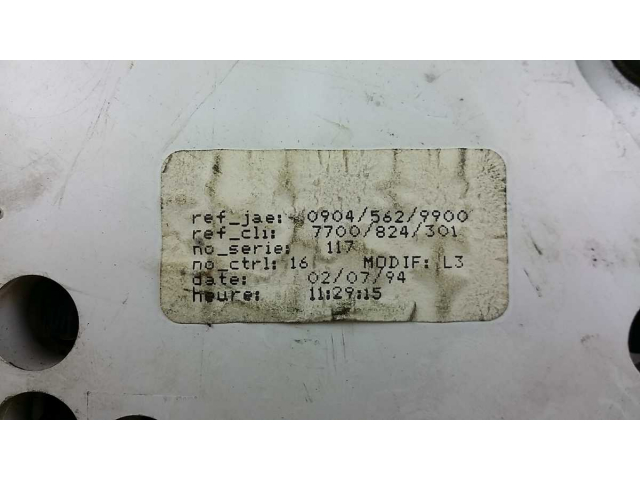 ref_jae: 0904/562/9900
ref_cli: 7700/824/301
no_serie: 117
no_ctrl: 16 MODIF: L3
date: 02/07/94
heure: 11:29:15